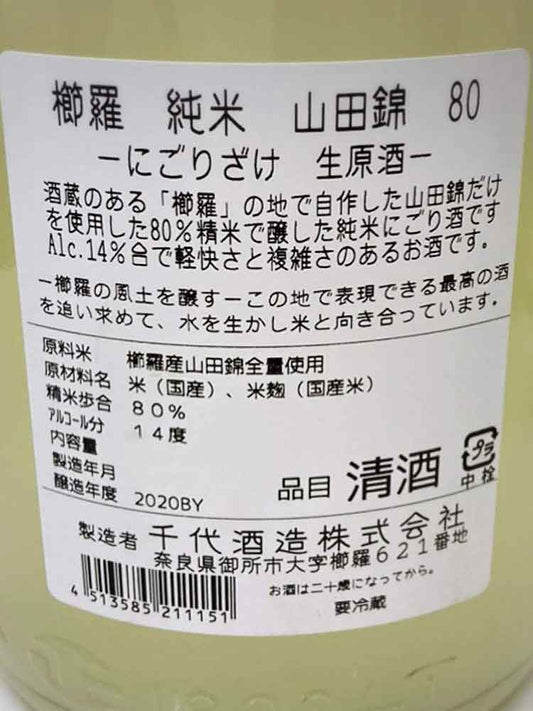 櫛羅 純米 山田錦 80
ーにごりざけ 生原酒ー
酒蔵のある「櫛羅」の地で自作した山田錦だけ
を使用した80%精米で醸した純米にごり酒です
Alc.14%台で軽快さと複雑さのあるお酒です。
ー櫛羅の風土を醸すーこの地で表現できる最高の酒
を追い求めて、水を生かし米と向き合っています。
原料米 櫛羅産山田錦全量使用
原材料名 米(国産)、米麹(国産米)
精米歩合 80%
アルコール分 14度
内容量
製造年月
醸造年度 2020BY
品目 清酒
プラ
中栓
製造者 千代酒造株式会社
奈良県御所市大字櫛羅621番地
お酒は二十歳になってから。
要冷蔵
4 513585 211151